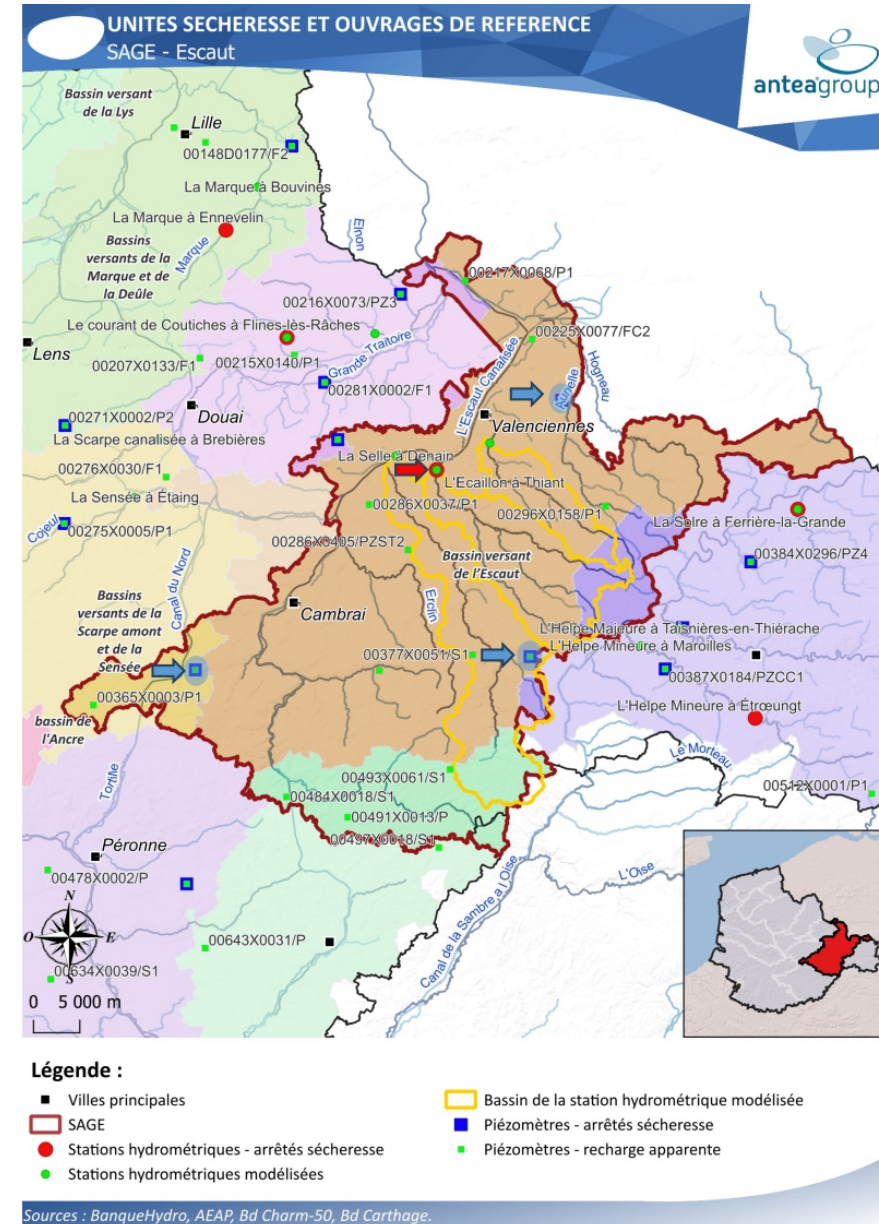 UNITES SECHERESSE ET OUVRAGES DE REFERENCE
SAGE - Escaut
anteagroup
Bassin versant
de la Lys
Lille
00148D0177/F2
La Marque à Bouvines
La Marque à Ennevelin
Bassins
versants de la
Marque et de
la Deûle
Marque
Elnon
00217X0068/P1
00216X0073/PZ3
Le courant de Coutiches à Flines-lès-Râches
00225X0077/FC2
Lens
00207X0133/F1
00215X0140/P1
Grande Traitoire
L'Escaut Canalisée
Hogneau
Aunelle
00281X0002/F1
Douai
00271X0002/P2
Valenciennes
La Scarpe canalisée à Brebières
La Selle à Denain
00276X0030/F1
L'Ecaillon à Thiant
La Sensée à Étaing
00286X0037/P1
00296X0158/P1
La Solre à Ferrière-la-Grande
Cojeul
00275X0005/P1
00286X0405/PZST2
Bassin versant
de l'Escaut
00384X0296/PZ4
Canal du Nord
Bassins
versants de la
Scarpe amont
et de la
Sensée
Cambrai
Erclin
L'Helpe Majeure à Taisnières-en-Thiérache
L'Helpe Mineure à Maroilles
00377X0051/S1
00387X0184/PZCC1
00365X0003/P1
L'Helpe Mineure à Étrœungt
bassin de
l'Ancre
Le Morteau
Tortille
00493X0061/S1
00512X0001/P1
00484X0018/S1
00491X0013/P
00497X0018/S1
Péronne
00478X0002/P
L'Oise
Canal de la Sambre a l Oise
N
O
E
S
00643X0031/P
00634X0039/S1
0 5 000 m
Légende :
Villes principales
SAGE
Stations hydrométriques - arrêtés sécheresse
Stations hydrométriques modélisées
Bassin de la station hydrométrique modélisée
Piézomètres - arrêtés sécheresse
Piézomètres - recharge apparente
Sources : BanqueHydro, AEAP, Bd Charm-50, Bd Carthage.